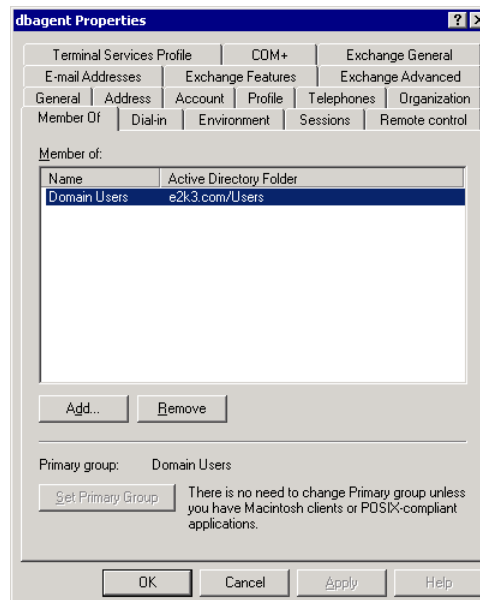 dbagent Properties
Terminal Services Profile COM+ Exchange General
E-mail Addresses Exchange Features Exchange Advanced
General Address Account Profile Telephones Organization
Member Of Dial-in Environment Sessions Remote control
Member of:
Name Active Directory Folder
Domain Users e2k3.com/Users
Add... Remove
Primary group: Domain Users
Set Primary Group There is no need to change Primary group unless
you have Macintosh clients or POSIX-compliant
applications.
OK Cancel Apply Help